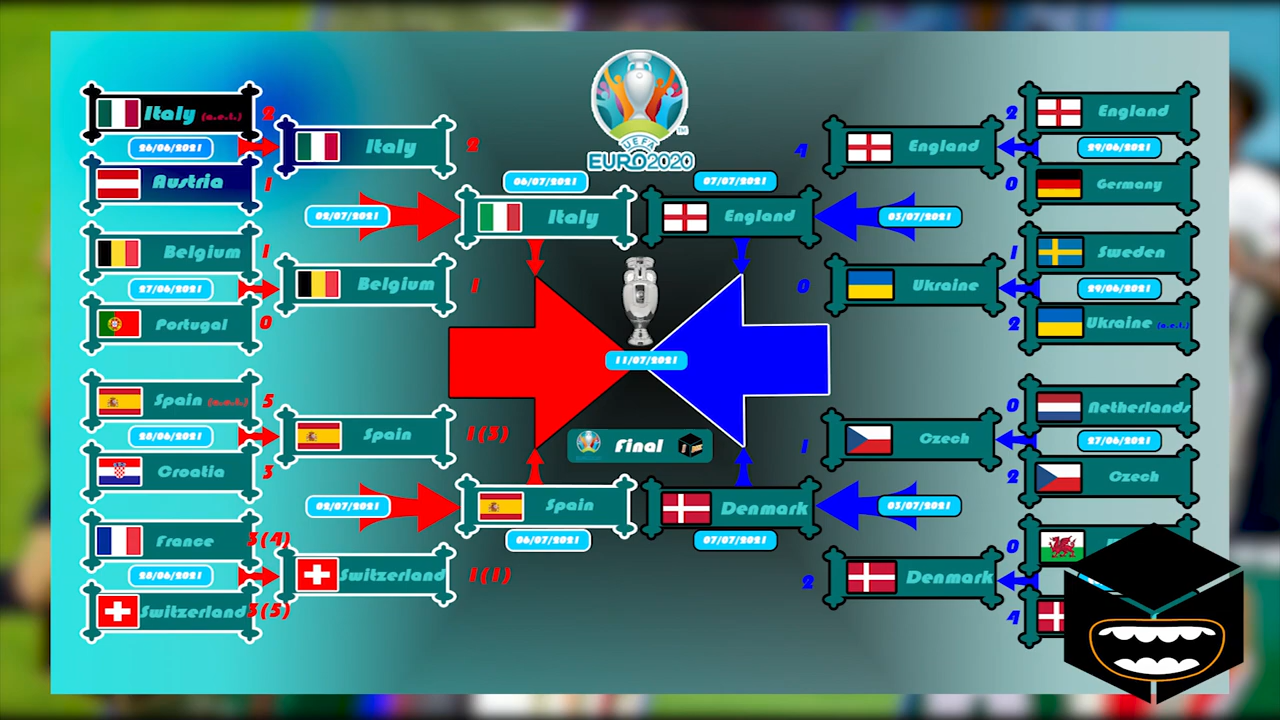 Italy (a.e.t.) 2
26/06/2021
Austria 1
Belgium 1
27/06/2021
Portugal 0
Spain (a.e.t.) 5
28/06/2021
Croatia 3
France 3(4)
28/06/2021
Switzerland 3(5)
Italy 2
02/07/2021
Belgium 1
Spain 1(3)
02/07/2021
Switzerland 1(1)
UEFA
EURO2020
TM
06/07/2021
Italy
Spain
06/07/2021
11/07/2021
Final
07/07/2021
England
Denmark
07/07/2021
4 England
03/07/2021
0 Ukraine
1 Czech
03/07/2021
2 Denmark
2 England
29/06/2021
0 Germany
1 Sweden
29/06/2021
2 Ukraine (a.e.t.)
0 Netherlands
27/06/2021
2 Czech
0
4